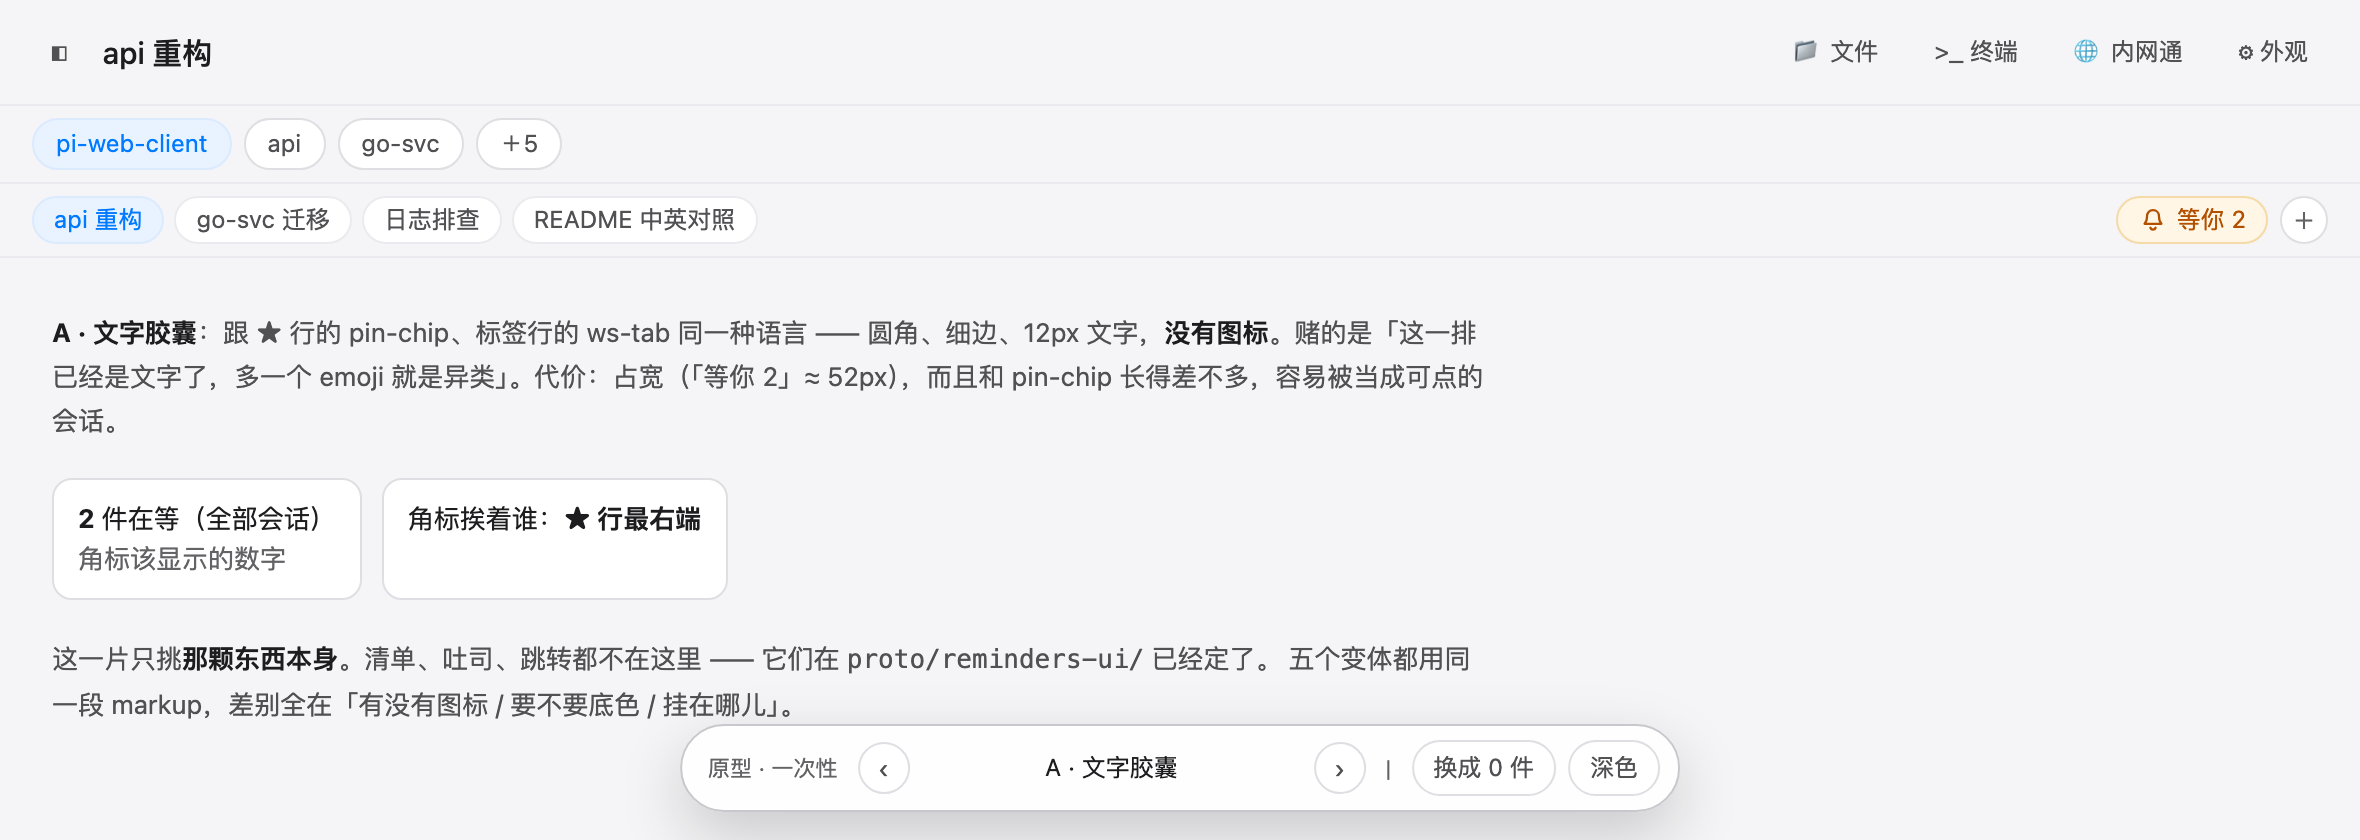 api 重构
文件 >_ 终端 内网通 外观
pi-web-client api go-svc +5
api 重构 go-svc 迁移 日志排查 README 中英对照 等你 2 +
A · 文字胶囊：跟 ★ 行的 pin-chip、标签行的 ws-tab 同一种语言 —— 圆角、细边、12px 文字，没有图标。赌的是「这一排
已经是文字了，多一个 emoji 就是异类」。代价：占宽（「等你 2」≈ 52px），而且和 pin-chip 长得差不多，容易被当成可点的
会话。
2 件在等（全部会话）
角标该显示的数字
角标挨着谁：★ 行最右端
这一片只挑那颗东西本身。清单、吐司、跳转都不在这里 —— 它们在 proto/reminders-ui/ 已经定了。 五个变体都用同
一段 markup，差别全在「有没有图标 / 要不要底色 / 挂在哪儿」。
原型 · 一次性 ‹ A · 文字胶囊 › | 换成 0 件 深色